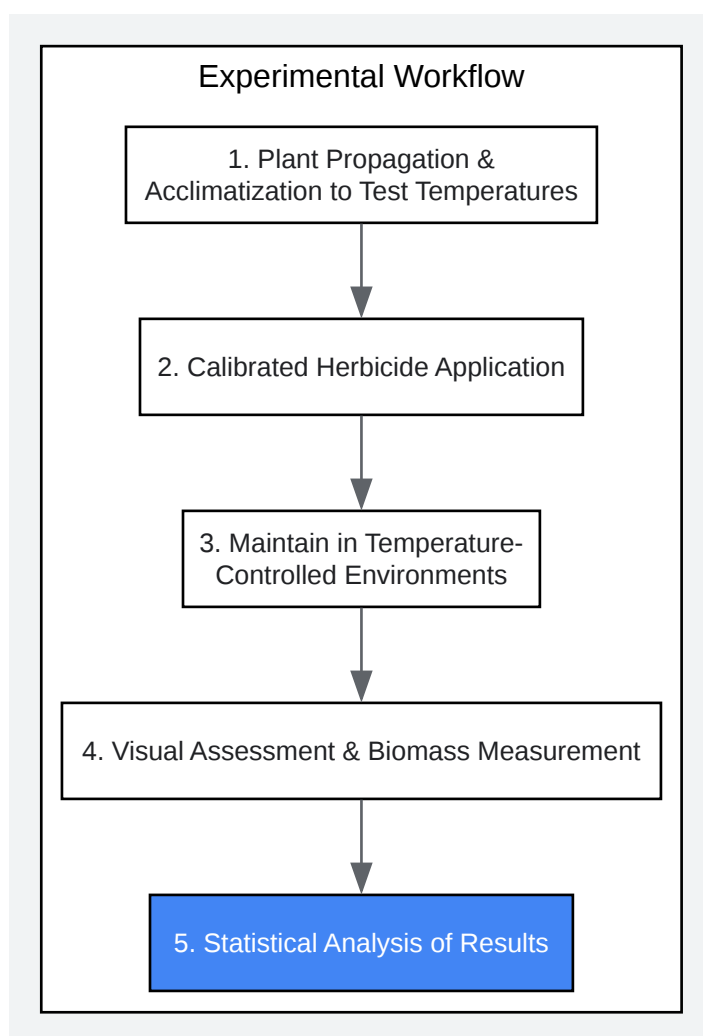 Experimental Workflow
1. Plant Propagation &
Acclimatization to Test Temperatures
2. Calibrated Herbicide Application
3. Maintain in Temperature-
Controlled Environments
4. Visual Assessment & Biomass Measurement
5. Statistical Analysis of Results